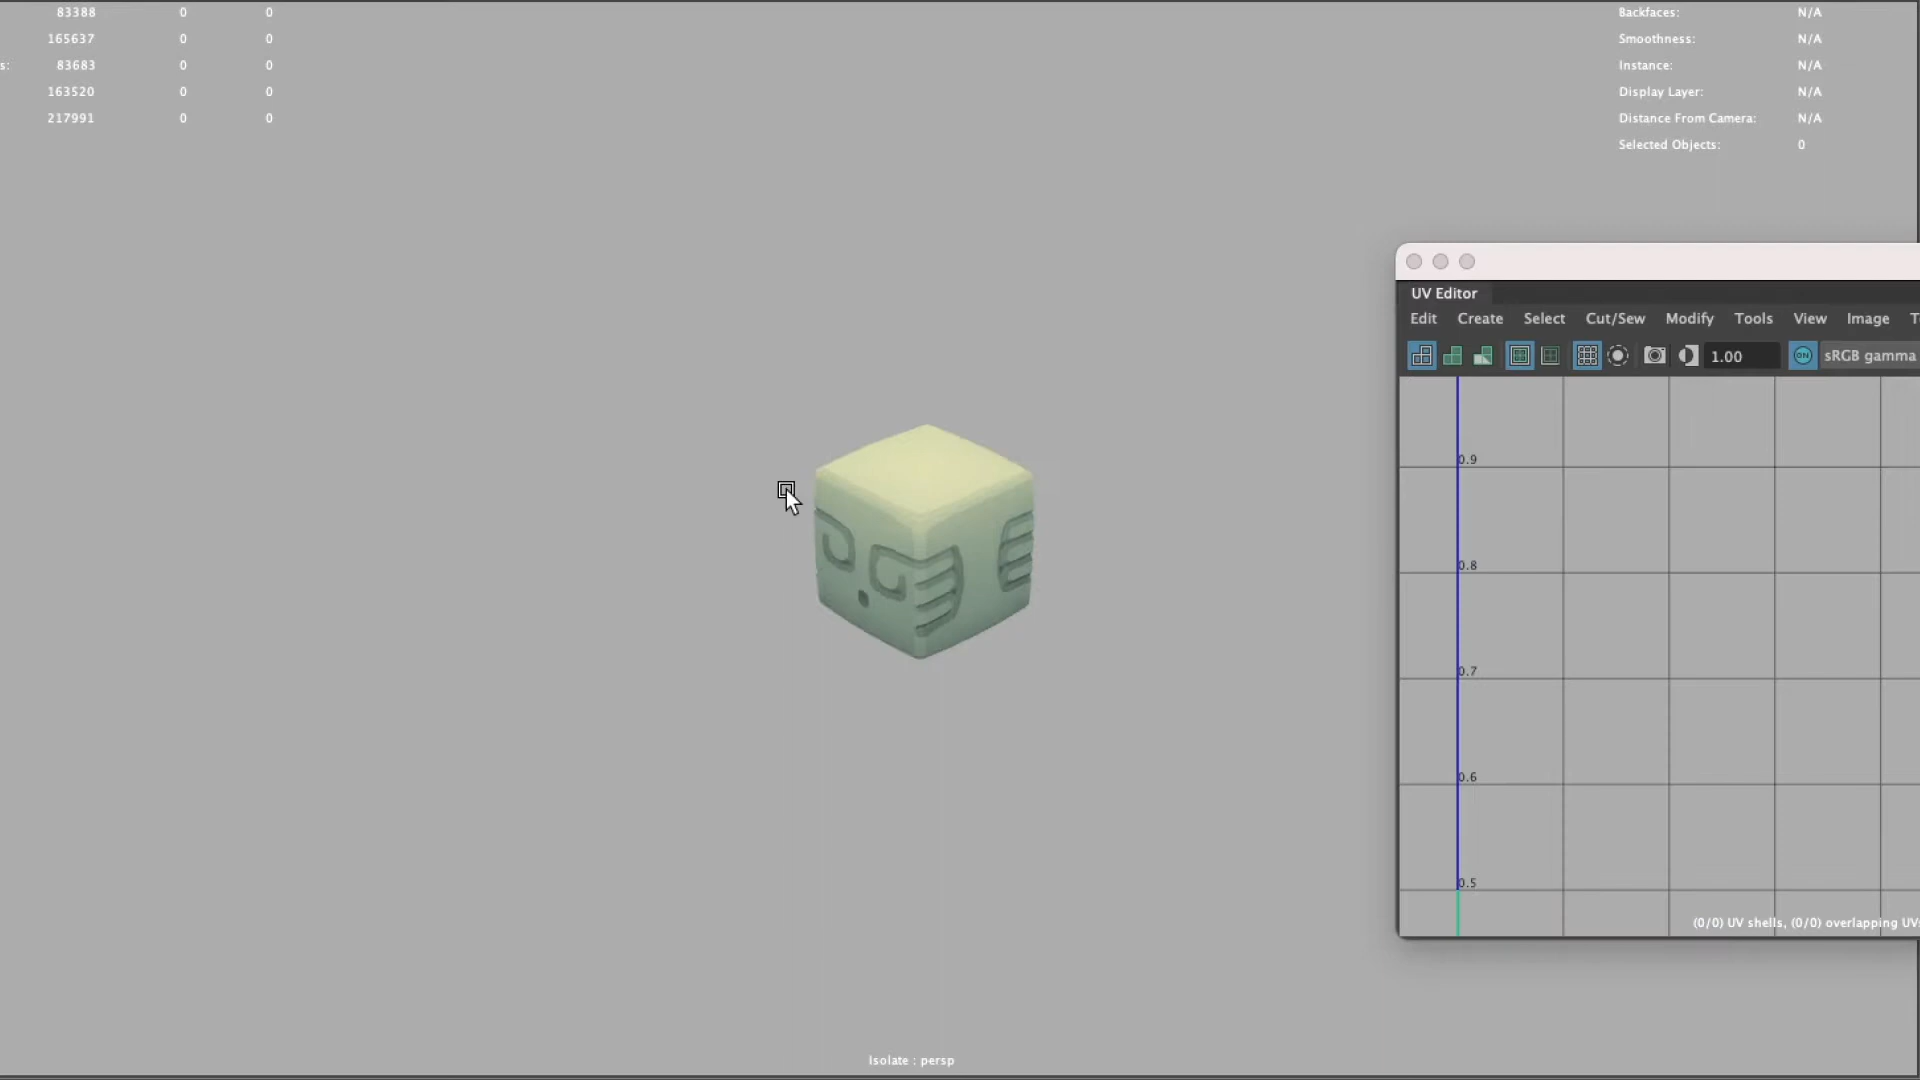 83388 0 0
165637 0 0
s: 83683 0 0
163520 0 0
217991 0 0
Backfaces: N/A
Smoothness: N/A
Instance: N/A
Display Layer: N/A
Distance From Camera: N/A
Selected Objects: 0
UV Editor
Edit Create Select Cut/Sew Modify Tools View Image T
1.00 ON sRGB gamma
0.9
0.8
0.7
0.6
0.5
(0/0) UV shells, (0/0) overlapping UVs
Isolate : persp